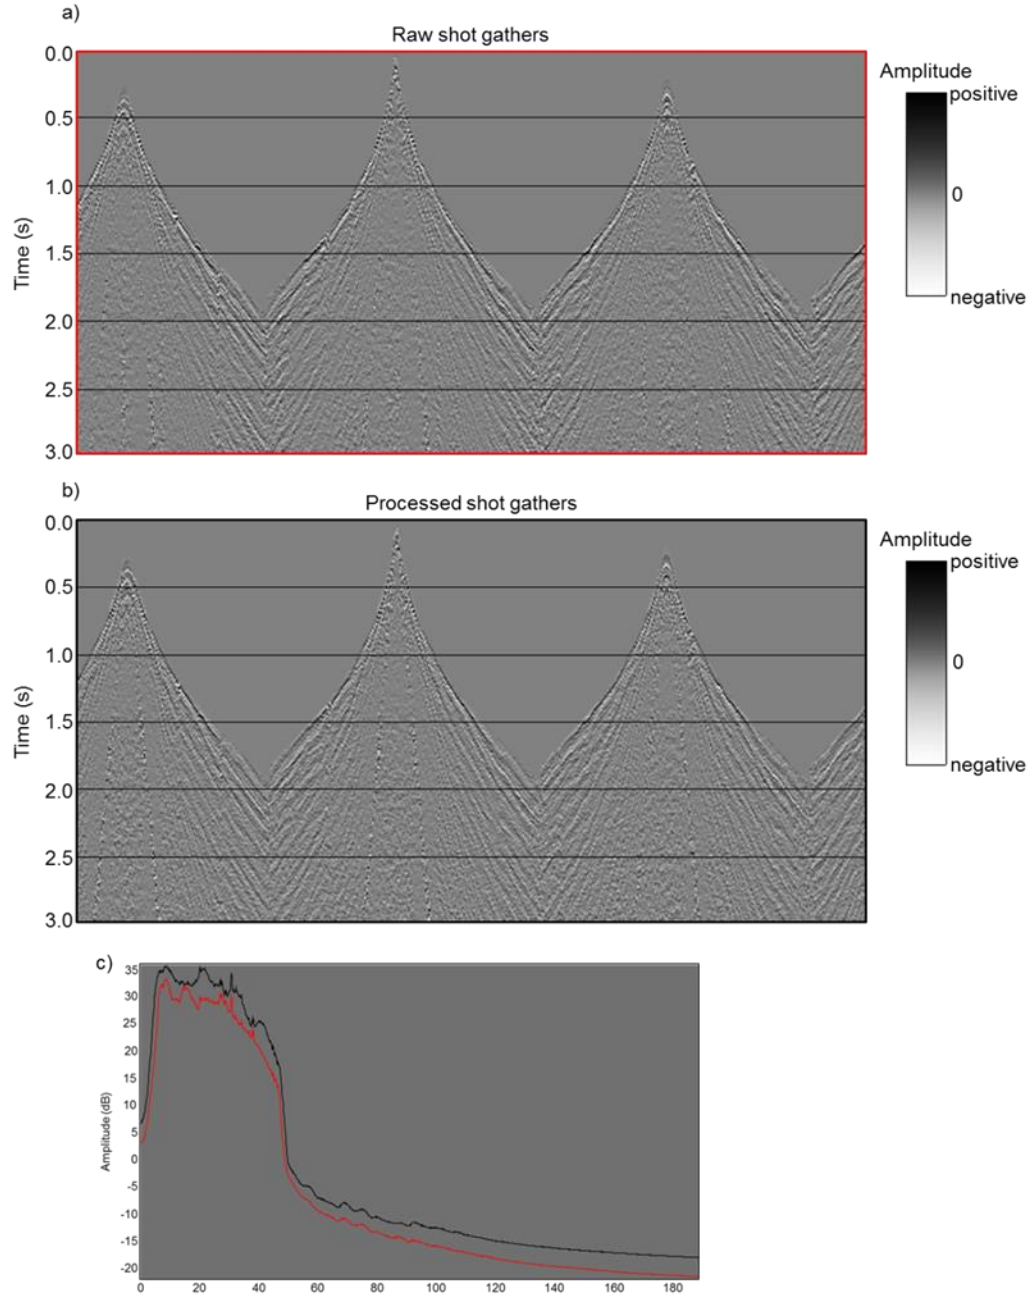 a)
Raw shot gathers
Amplitude
positive
0
negative
Time (s)
0.0
0.5
1.0
1.5
2.0
2.5
3.0
b)
Processed shot gathers
Amplitude
positive
0
negative
Time (s)
0.0
0.5
1.0
1.5
2.0
2.5
3.0
c)
Amplitude (dB)
35
30
25
20
15
10
5
0
-5
-10
-15
-20
0 20 40 60 80 100 120 140 160 180